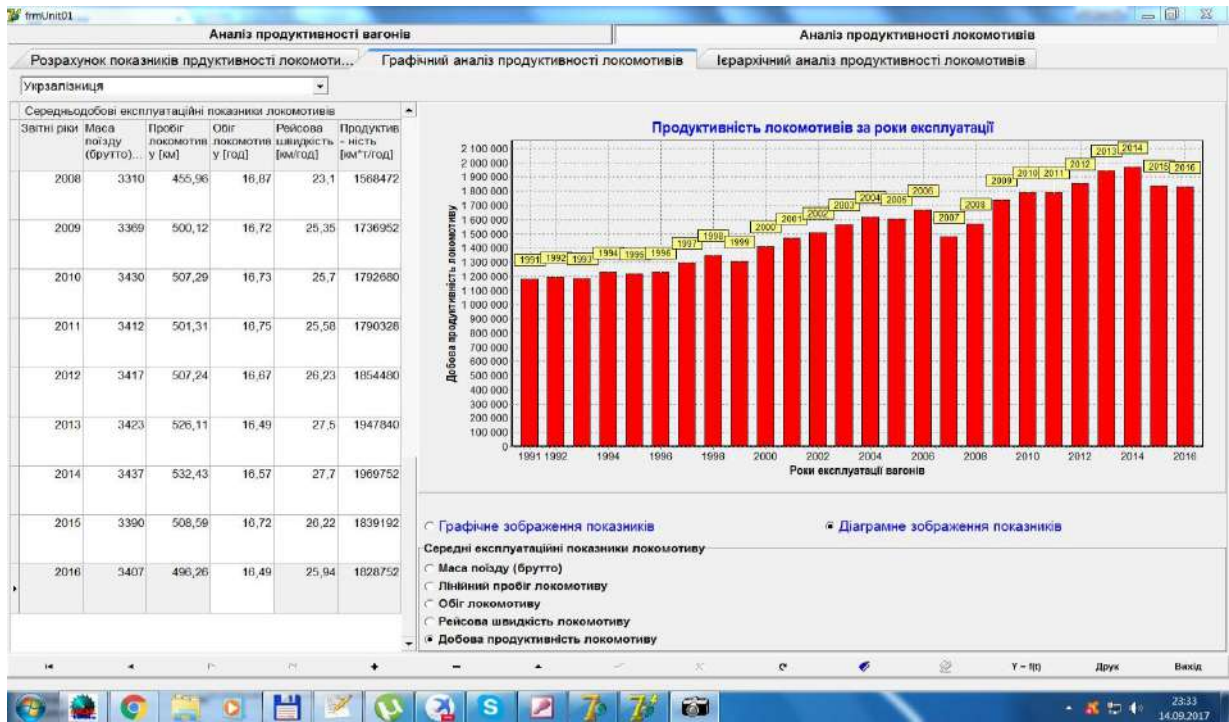 frmUnit01
Аналіз продуктивності вагонів
Аналіз продуктивності локомотивів
Розрахунок показників прдуктивності локомоти...
Графічний аналіз продуктивності локомотивів
Ієрархічний аналіз продуктивності локомотивів
Укрзалізниця
Середньодобові експлуатаційні показники локомотивів
Звітні ріки Маса поїзду (брутто)... Пробіг локомотив у [км] Обіг локомотив у [год] Рейсова швидкість [км/год] Продуктив - ність [км*т/год]
2008 3310 455,96 16,87 23,1 1568472
2009 3369 500,12 16,72 25,35 1736952
2010 3430 507,29 16,73 25,7 1792680
2011 3412 501,31 16,75 25,58 1790328
2012 3417 507,24 16,67 26,23 1854480
2013 3423 526,11 16,49 27,5 1947840
2014 3437 532,43 16,57 27,7 1969752
2015 3390 508,59 16,72 26,22 1839192
2016 3407 496,26 16,49 25,94 1828752
Продуктивність локомотивів за роки експлуатації
Добова продуктивність локомотиву
2 100 000
2 000 000
1 900 000
1 800 000
1 700 000
1 600 000
1 500 000
1 400 000
1 300 000
1 200 000
1 100 000
1 000 000
900 000
800 000
700 000
600 000
500 000
400 000
300 000
200 000
100 000
0
1991 1992 1993 1994 1995 1996 1997 1998 1999 2000 2001 2002 2003 2004 2005 2006 2007 2008 2009 2010 2011 2012 2013 2014 2015 2016
1991 1992 1994 1996 1998 2000 2002 2004 2006 2008 2010 2012 2014 2016
Роки експлуатації вагонів
Графічне зображення показників
Діаграмне зображення показників
Середні експлуатаційні показники локомотиву
Маса поїзду (брутто)
Лінійний пробіг локомотиву
Обіг локомотиву
Рейсова швидкість локомотиву
Добова продуктивність локомотиву
Y = f(t) Друк Вихід
23:33
14.09.2017